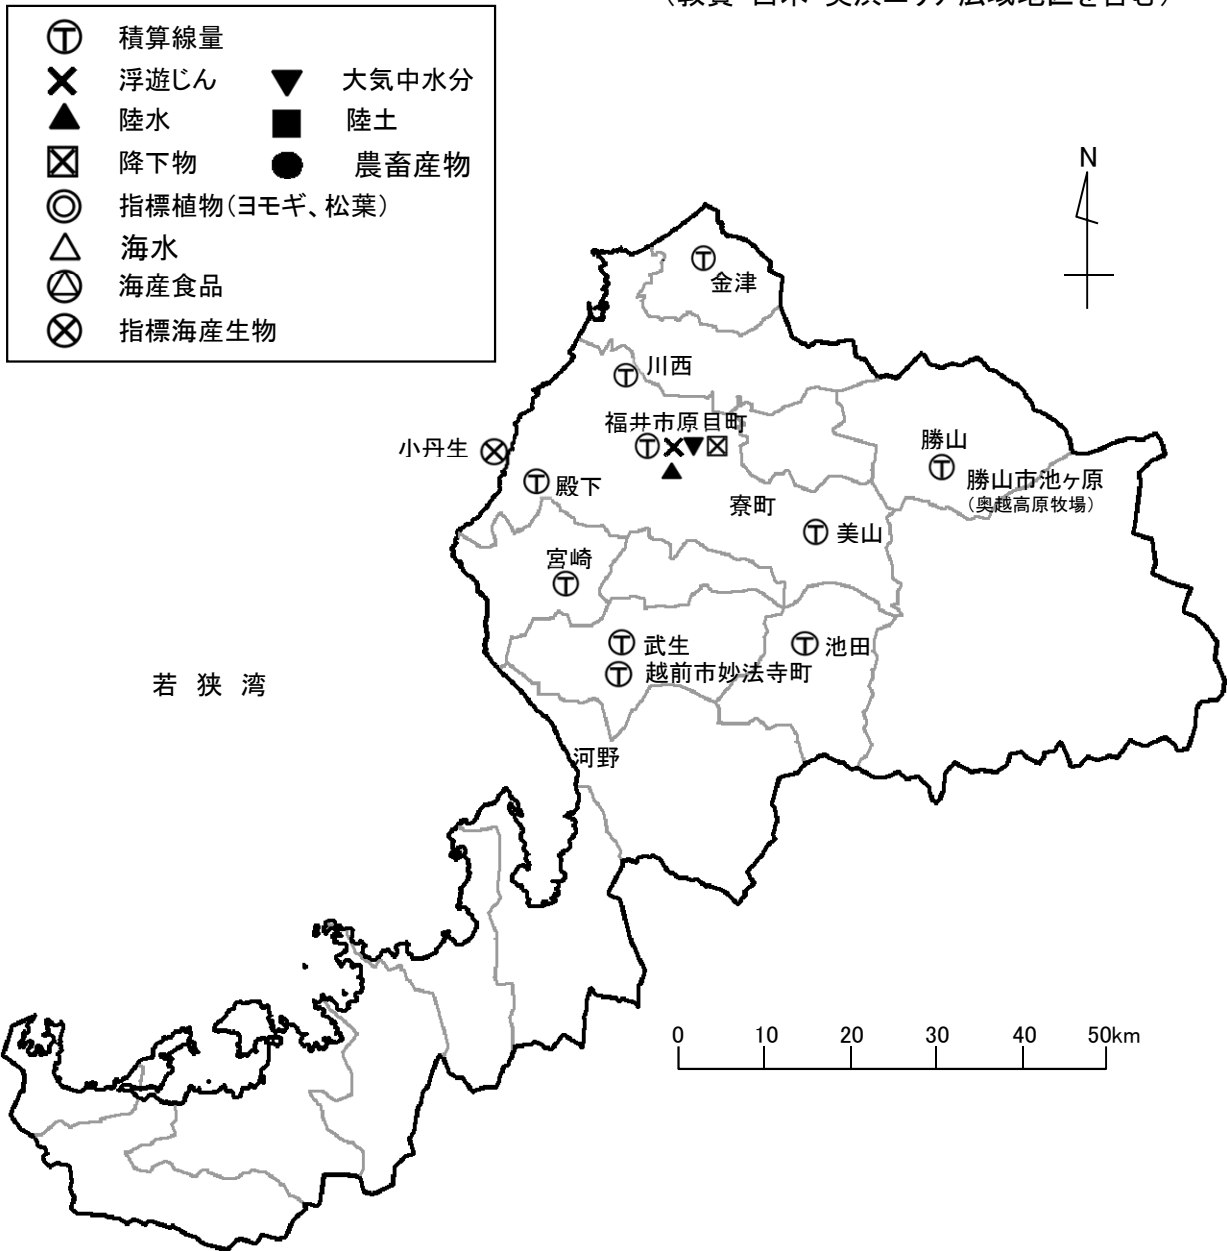 積算線量
浮遊じん
大気中水分
陸水
陸土
降下物
農畜産物
指標植物（ヨモギ、松葉）
海水
海産食品
指標海産生物
N
金津
川西
福井市原目町
小丹生
殿下
勝山
勝山市池ヶ原
（奥越高原牧場）
寮町
美山
宮崎
武生
池田
越前市妙法寺町
若狭湾
河野
0 10 20 30 40 50km